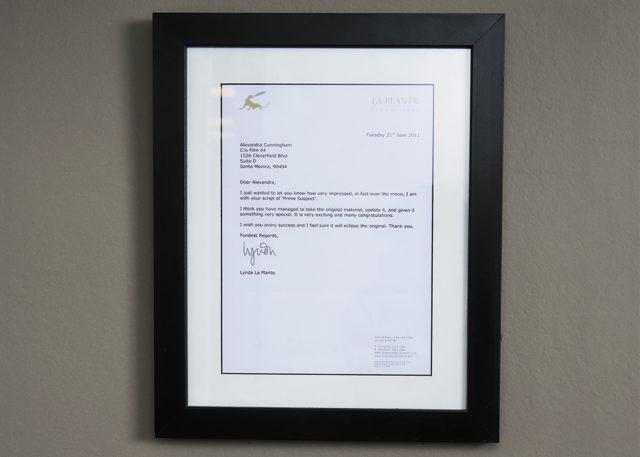 LA PLANTE
Tuesday 21st June 2011
Alexandra Cunningham
C/o Film 44
1526 Cloverfield Blvd
Suite D
Santa Monica, 90404
Dear Alexandra,
I just wanted to let you know how very impressed, in fact over the moon, I am
with your script of "Prime Suspect".
I think you have managed to take the original material, update it, and given it
something very special. It is very exciting and many congratulations.
I wish you every success and I feel sure it will eclipse the original. Thank you.
Fondest Regards,
Lynda
Lynda La Plante.